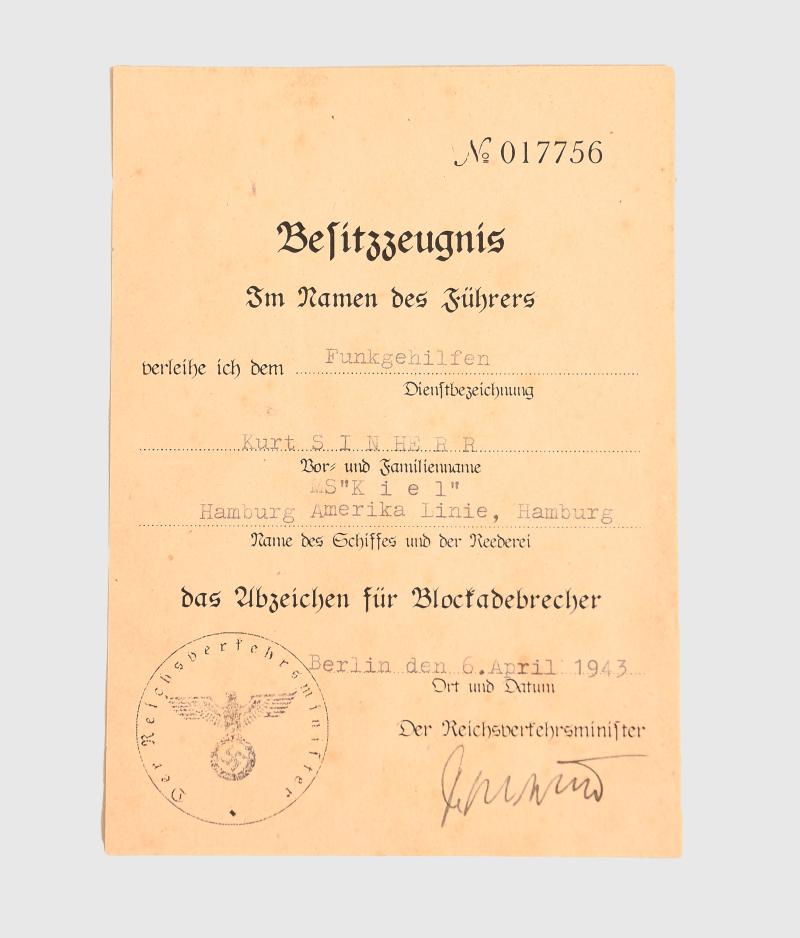 № 017756
Besitzzeugnis
Im Namen des Führers
verleihe ich dem Funkgehilfen
Dienstbezeichnung
Kurt S I N H E R R
Vor- und Familienname
MS"K i e l"
Hamburg Amerika Linie, Hamburg
Name des Schiffes und der Reederei
das Abzeichen für Blockadebrecher
Berlin den 6.April 1943
Ort und Datum
Der Reichsverkehrsminister
Der Reichsverkehrsminister